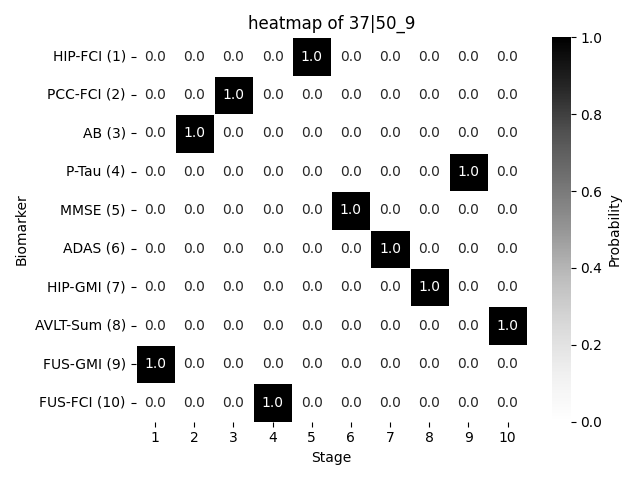 heatmap of 37|50_9
HIP-FCI (1) 0.0 0.0 0.0 0.0 1.0 0.0 0.0 0.0 0.0 0.0
PCC-FCI (2) 0.0 0.0 1.0 0.0 0.0 0.0 0.0 0.0 0.0 0.0
AB (3) 0.0 1.0 0.0 0.0 0.0 0.0 0.0 0.0 0.0 0.0
P-Tau (4) 0.0 0.0 0.0 0.0 0.0 0.0 0.0 0.0 1.0 0.0
MMSE (5) 0.0 0.0 0.0 0.0 0.0 1.0 0.0 0.0 0.0 0.0
ADAS (6) 0.0 0.0 0.0 0.0 0.0 0.0 1.0 0.0 0.0 0.0
HIP-GMI (7) 0.0 0.0 0.0 0.0 0.0 0.0 0.0 1.0 0.0 0.0
AVLT-Sum (8) 0.0 0.0 0.0 0.0 0.0 0.0 0.0 0.0 0.0 1.0
FUS-GMI (9) 1.0 0.0 0.0 0.0 0.0 0.0 0.0 0.0 0.0 0.0
FUS-FCI (10) 0.0 0.0 0.0 1.0 0.0 0.0 0.0 0.0 0.0 0.0
1 2 3 4 5 6 7 8 9 10
Stage
Biomarker
1.0
0.8
0.6
0.4
0.2
0.0
Probability